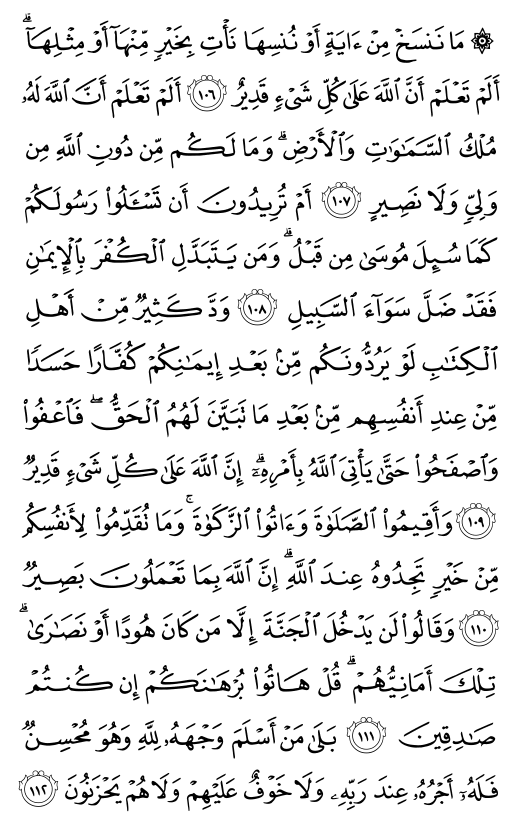 ۞ مَا نَنسَخْ مِنْ ءَايَةٍ أَوْ نُنسِهَا نَأْتِ بِخَيْرٍ مِّنْهَآ أَوْ مِثْلِهَآۗ
أَلَمْ تَعْلَمْ أَنَّ ٱللَّهَ عَلَىٰ كُلِّ شَىْءٍ قَدِيرٌ ١٠٦ أَلَمْ تَعْلَمْ أَنَّ ٱللَّهَ لَهُۥ
مُلْكُ ٱلسَّمَٰوَٰتِ وَٱلْأَرْضِۗ وَمَا لَكُم مِّن دُونِ ٱللَّهِ مِن
وَلِىٍّ وَلَا نَصِيرٍ ١٠٧ أَمْ تُرِيدُونَ أَن تَسْـَٔلُوا۟ رَسُولَكُمْ
كَمَا سُئِلَ مُوسَىٰ مِن قَبْلُۗ وَمَن يَتَبَدَّلِ ٱلْكُفْرَ بِٱلْإِيمَٰنِ
فَقَدْ ضَلَّ سَوَآءَ ٱلسَّبِيلِ ١٠٨ وَدَّ كَثِيرٌ مِّنْ أَهْلِ
ٱلْكِتَٰبِ لَوْ يَرُدُّونَكُم مِّنۢ بَعْدِ إِيمَٰنِكُمْ كُفَّارًا حَسَدًا
مِّنْ عِندِ أَنفُسِهِم مِّنۢ بَعْدِ مَا تَبَيَّنَ لَهُمُ ٱلْحَقُّۖ فَٱعْفُوا۟
وَٱصْفَحُوا۟ حَتَّىٰ يَأْتِىَ ٱللَّهُ بِأَمْرِهِۦٓۗ إِنَّ ٱللَّهَ عَلَىٰ كُلِّ شَىْءٍ قَدِيرٌ
١٠٩ وَأَقِيمُوا۟ ٱلصَّلَوٰةَ وَءَاتُوا۟ ٱلزَّكَوٰةَۚ وَمَا تُقَدِّمُوا۟ لِأَنفُسِكُم
مِّنْ خَيْرٍ تَجِدُوهُ عِندَ ٱللَّهِۗ إِنَّ ٱللَّهَ بِمَا تَعْمَلُونَ بَصِيرٌ
١١٠ وَقَالُوا۟ لَن يَدْخُلَ ٱلْجَنَّةَ إِلَّا مَن كَانَ هُودًا أَوْ نَصَٰرَىٰۗ
تِلْكَ أَمَانِيُّهُمْۗ قُلْ هَاتُوا۟ بُرْهَٰنَكُمْ إِن كُنتُمْ
صَٰدِقِينَ ١١١ بَلَىٰ مَنْ أَسْلَمَ وَجْهَهُۥ لِلَّهِ وَهُوَ مُحْسِنٌ
فَلَهُۥٓ أَجْرُهُۥ عِندَ رَبِّهِۦ وَلَا خَوْفٌ عَلَيْهِمْ وَلَا هُمْ يَحْزَنُونَ ١١٢